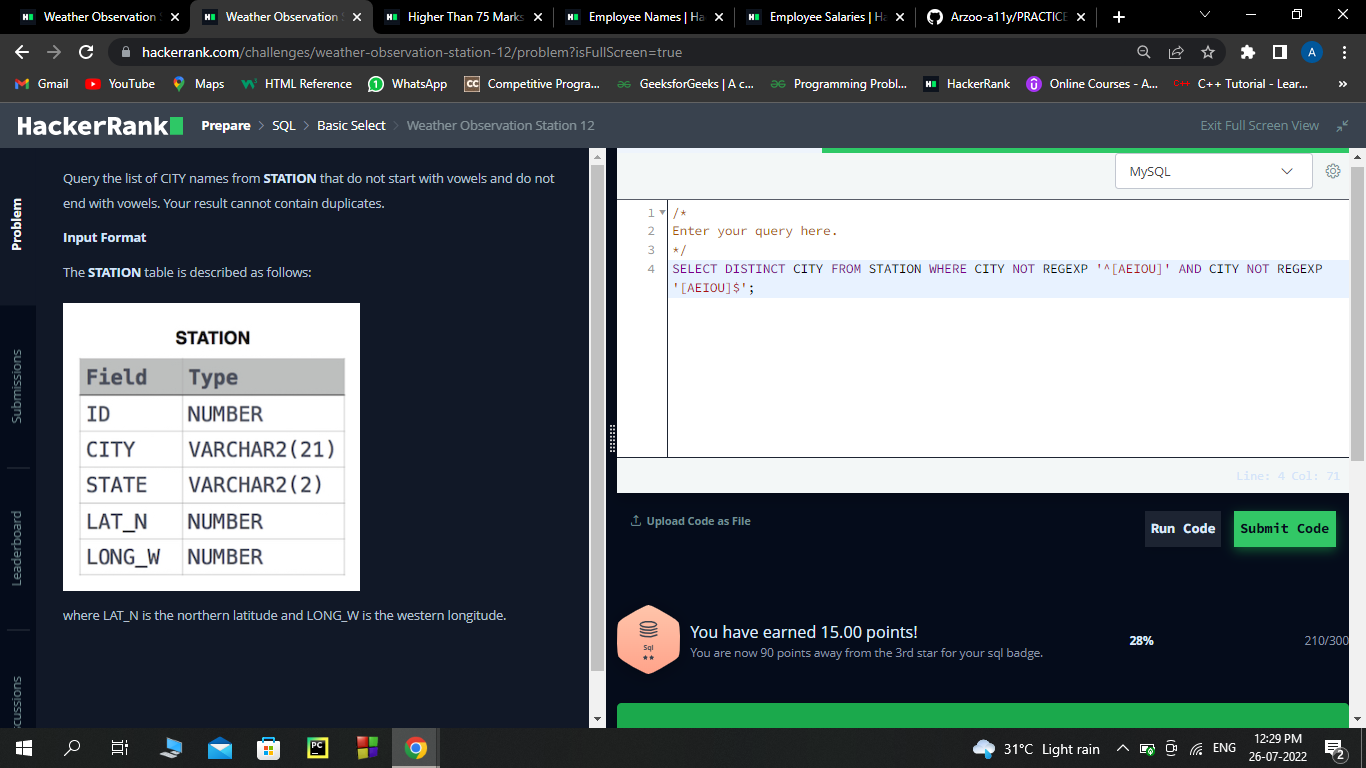 Weather Observation S
Weather Observation S
Higher Than 75 Marks
Employee Names | Ha
Employee Salaries | Ha
Arzoo-a11y/PRACTICE
hackerrank.com/challenges/weather-observation-station-12/problem?isFullScreen=true
A
Gmail
YouTube
Maps
HTML Reference
WhatsApp
Competitive Progra...
GeeksforGeeks | A c...
Programming Probl...
HackerRank
Online Courses - A...
C++ Tutorial - Lear...
»
HackerRank
Prepare > SQL > Basic Select > Weather Observation Station 12
Exit Full Screen View
Problem
Submissions
Leaderboard
cussions
Query the list of CITY names from STATION that do not start with vowels and do not
end with vowels. Your result cannot contain duplicates.
Input Format
The STATION table is described as follows:
STATION
Field Type
ID NUMBER
CITY VARCHAR2(21)
STATE VARCHAR2(2)
LAT_N NUMBER
LONG_W NUMBER
where LAT_N is the northern latitude and LONG_W is the western longitude.
MySQL
1 /*
2 Enter your query here.
3 */
4 SELECT DISTINCT CITY FROM STATION WHERE CITY NOT REGEXP '^[AEIOU]' AND CITY NOT REGEXP
'[AEIOU]$';
Line: 4 Col: 71
Upload Code as File
Run Code
Submit Code
Sql
You have earned 15.00 points!
You are now 90 points away from the 3rd star for your sql badge.
28%
210/300
31°C Light rain
ENG
12:29 PM
26-07-2022
2